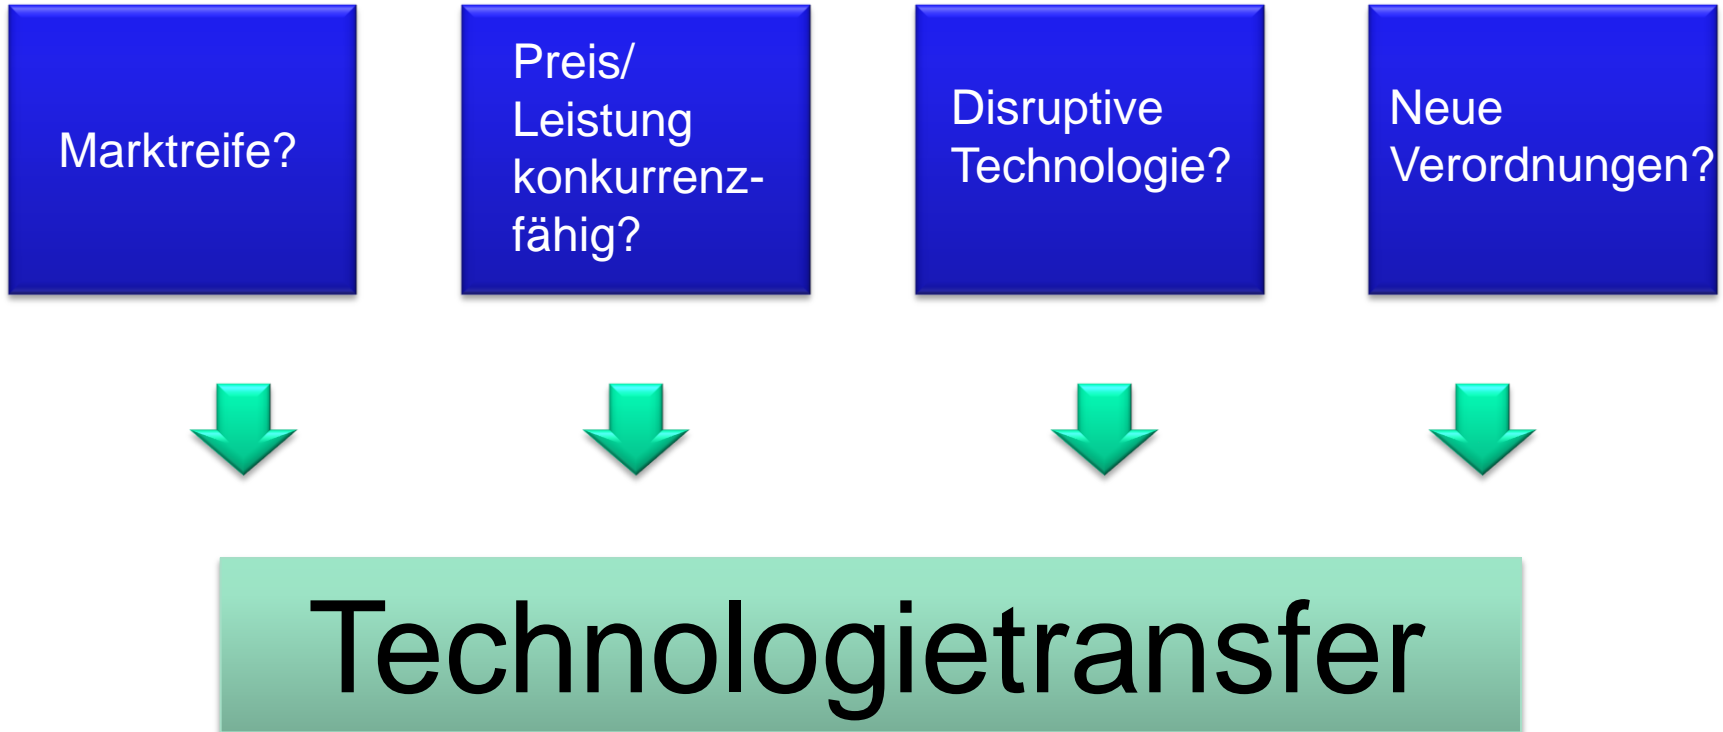 Marktreife?
Preis/
Leistung
konkurrenz-
fähig?
Disruptive
Technologie?
Neue
Verordnungen?
Technologietransfer